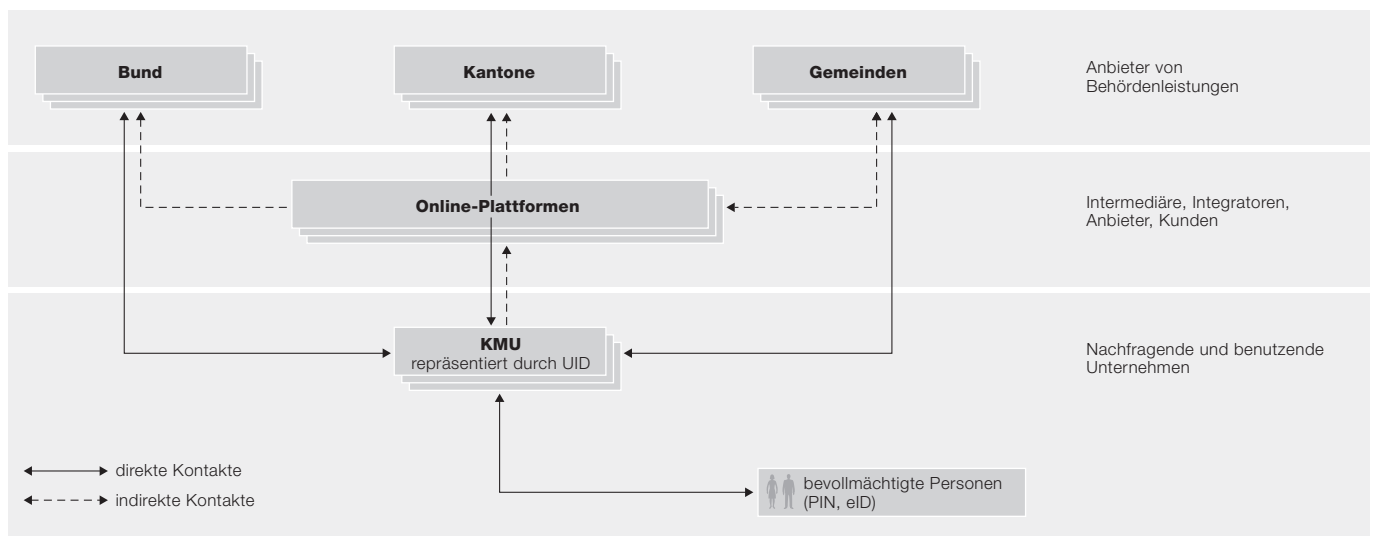 Bund
Kantone
Gemeinden
Anbieter von
Behördenleistungen
Online-Plattformen
Intermediäre, Integratoren,
Anbieter, Kunden
KMU
repräsentiert durch UID
Nachfragende und benutzende
Unternehmen
direkte Kontakte
indirekte Kontakte
bevollmächtigte Personen
(PIN, eID)